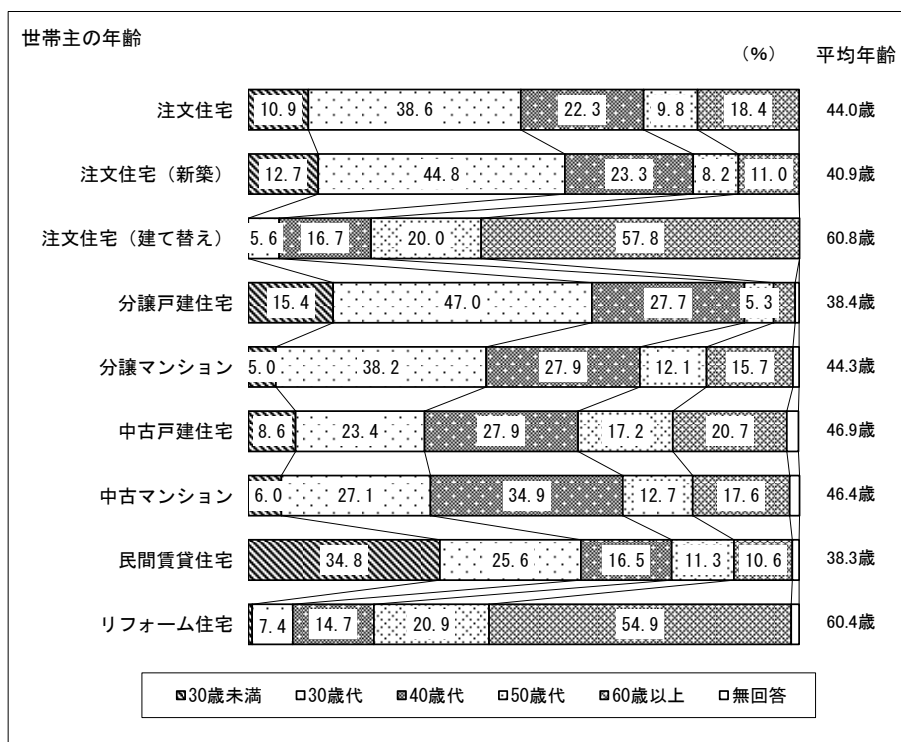 世帯主の年齢
(%) 平均年齢
注文住宅 10.9 38.6 22.3 9.8 18.4 44.0歳
注文住宅（新築） 12.7 44.8 23.3 8.2 11.0 40.9歳
注文住宅（建て替え） 5.6 16.7 20.0 57.8 60.8歳
分譲戸建住宅 15.4 47.0 27.7 5.3 38.4歳
分譲マンション 5.0 38.2 27.9 12.1 15.7 44.3歳
中古戸建住宅 8.6 23.4 27.9 17.2 20.7 46.9歳
中古マンション 6.0 27.1 34.9 12.7 17.6 46.4歳
民間賃貸住宅 34.8 25.6 16.5 11.3 10.6 38.3歳
リフォーム住宅 7.4 14.7 20.9 54.9 60.4歳
30歳未満 30歳代 40歳代 50歳代 60歳以上 無回答